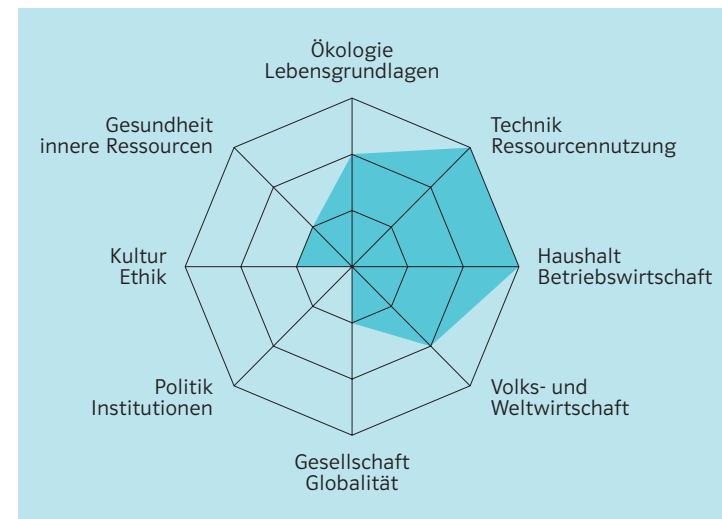 Ökologie
Lebensgrundlagen
Gesundheit
innere Ressourcen
Technik
Ressourcennutzung
Kultur
Ethik
Haushalt
Betriebswirtschaft
Politik
Institutionen
Volks- und
Weltwirtschaft
Gesellschaft
Globalität